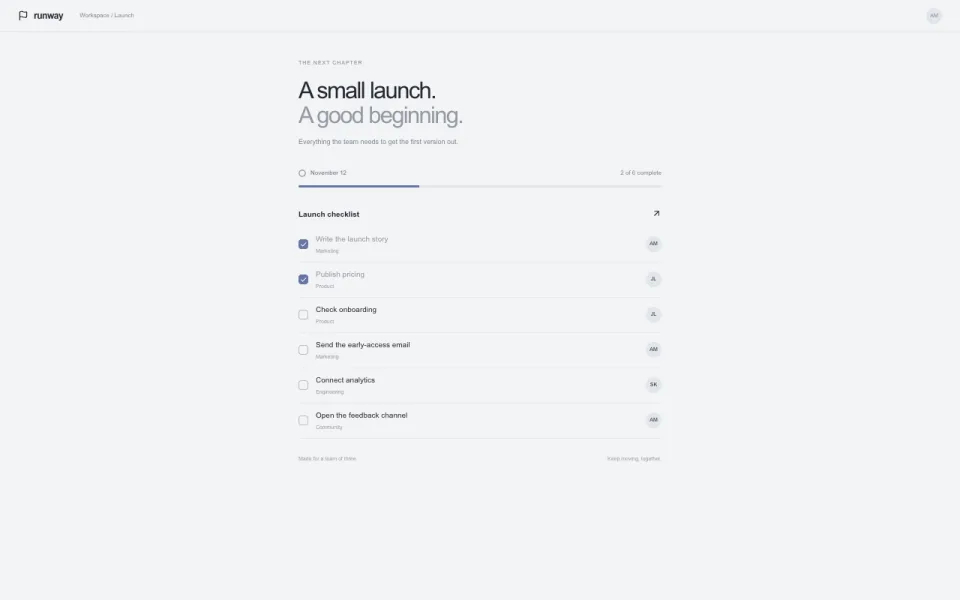 runway
Workspace / Launch
AM
THE NEXT CHAPTER
A small launch.
A good beginning.
Everything the team needs to get the first version out.
November 12
2 of 6 complete
Launch checklist
Write the launch story
Marketing
AM
Publish pricing
Product
JL
Check onboarding
Product
JL
Send the early-access email
Marketing
AM
Connect analytics
Engineering
SK
Open the feedback channel
Community
AM
Made for a team of three.
Keep moving, together.